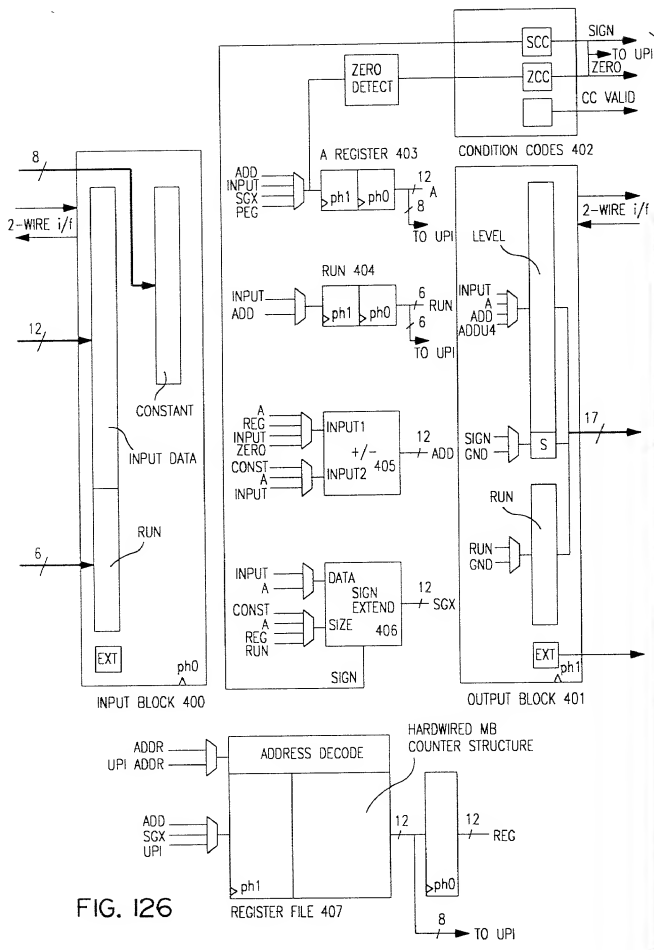 SCC
SIGN
TO UPI
ZERO DETECT
ZCC
ZERO
CC VALID
CONDITION CODES 402
8
2-WIRE i/f
12
CONSTANT
INPUT DATA
RUN
6
EXT
ph0
INPUT BLOCK 400
A REGISTER 403
ADD
INPUT
SGX
PEG
ph1
ph0
12
A
8
TO UPI
RUN 404
INPUT
ADD
ph1
ph0
6
RUN
6
TO UPI
A
REG
INPUT
ZERO
INPUT1
+/-
405
12
ADD
CONST
A
INPUT
INPUT2
INPUT
A
DATA
SIGN
EXTEND
406
12
SGX
CONST
A
REG
RUN
SIZE
SIGN
2-WIRE i/f
LEVEL
INPUT
A
ADD
ADDU4
SIGN
GND
S
17
RUN
RUN
GND
EXT
ph1
OUTPUT BLOCK 401
HARDWIRED MB
COUNTER STRUCTURE
ADDR
UPI ADDR
ADDRESS DECODE
ADD
SGX
UPI
12
12
REG
ph1
ph0
8
TO UPI
REGISTER FILE 407
FIG. 126